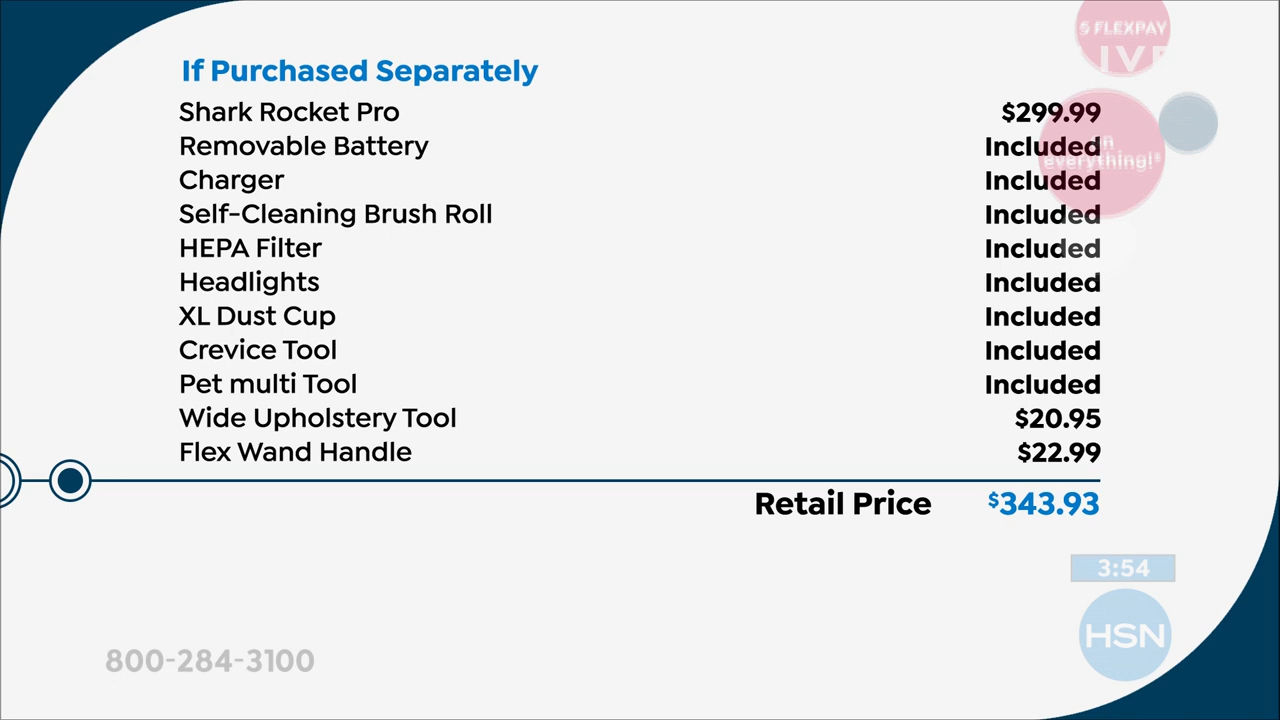 5 FLEXPAY
If Purchased Separately
Shark Rocket Pro $299.99
Removable Battery Included
on
everything!*
Charger Included
Self-Cleaning Brush Roll Included
HEPA Filter Included
Headlights Included
XL Dust Cup Included
Crevice Tool Included
Pet multi Tool Included
Wide Upholstery Tool $20.95
Flex Wand Handle $22.99
Retail Price $343.93
3:54
HSN
800-284-3100